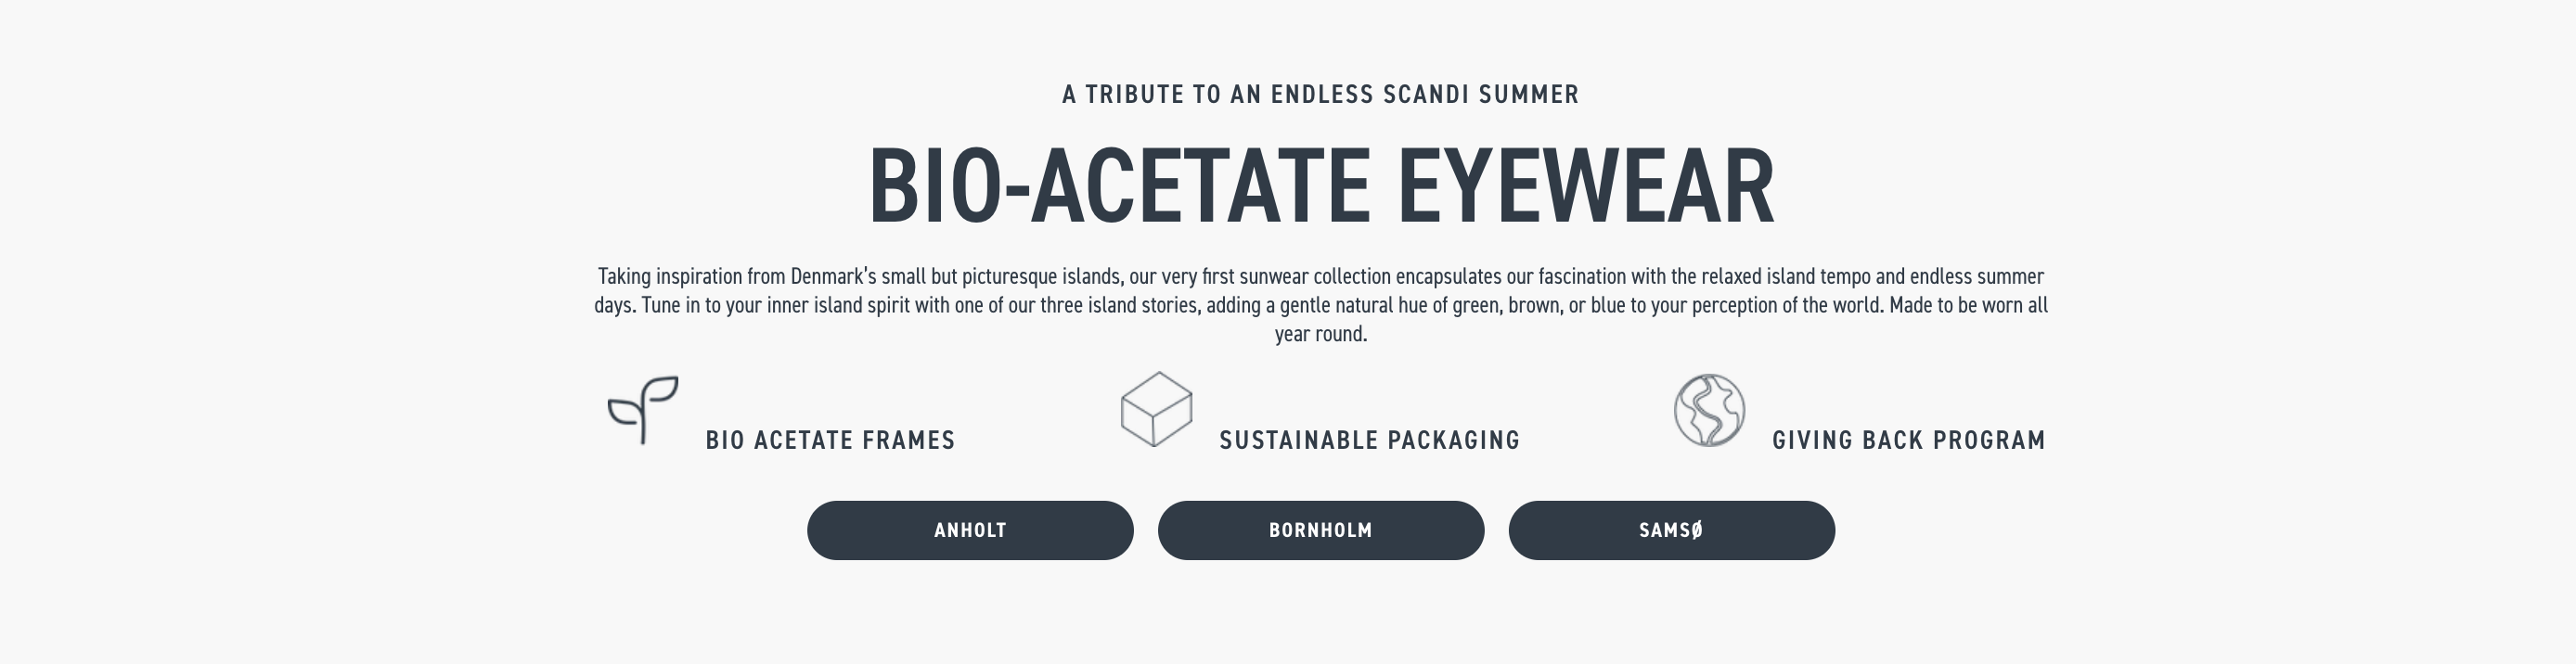 A TRIBUTE TO AN ENDLESS SCANDI SUMMER
BIO-ACETATE EYEWEAR
Taking inspiration from Denmark's small but picturesque islands, our very first sunwear collection encapsulates our fascination with the relaxed island tempo and endless summer
days. Tune in to your inner island spirit with one of our three island stories, adding a gentle natural hue of green, brown, or blue to your perception of the world. Made to be worn all
year round.
BIO ACETATE FRAMES
SUSTAINABLE PACKAGING
GIVING BACK PROGRAM
ANHOLT
BORNHOLM
SAMSØ